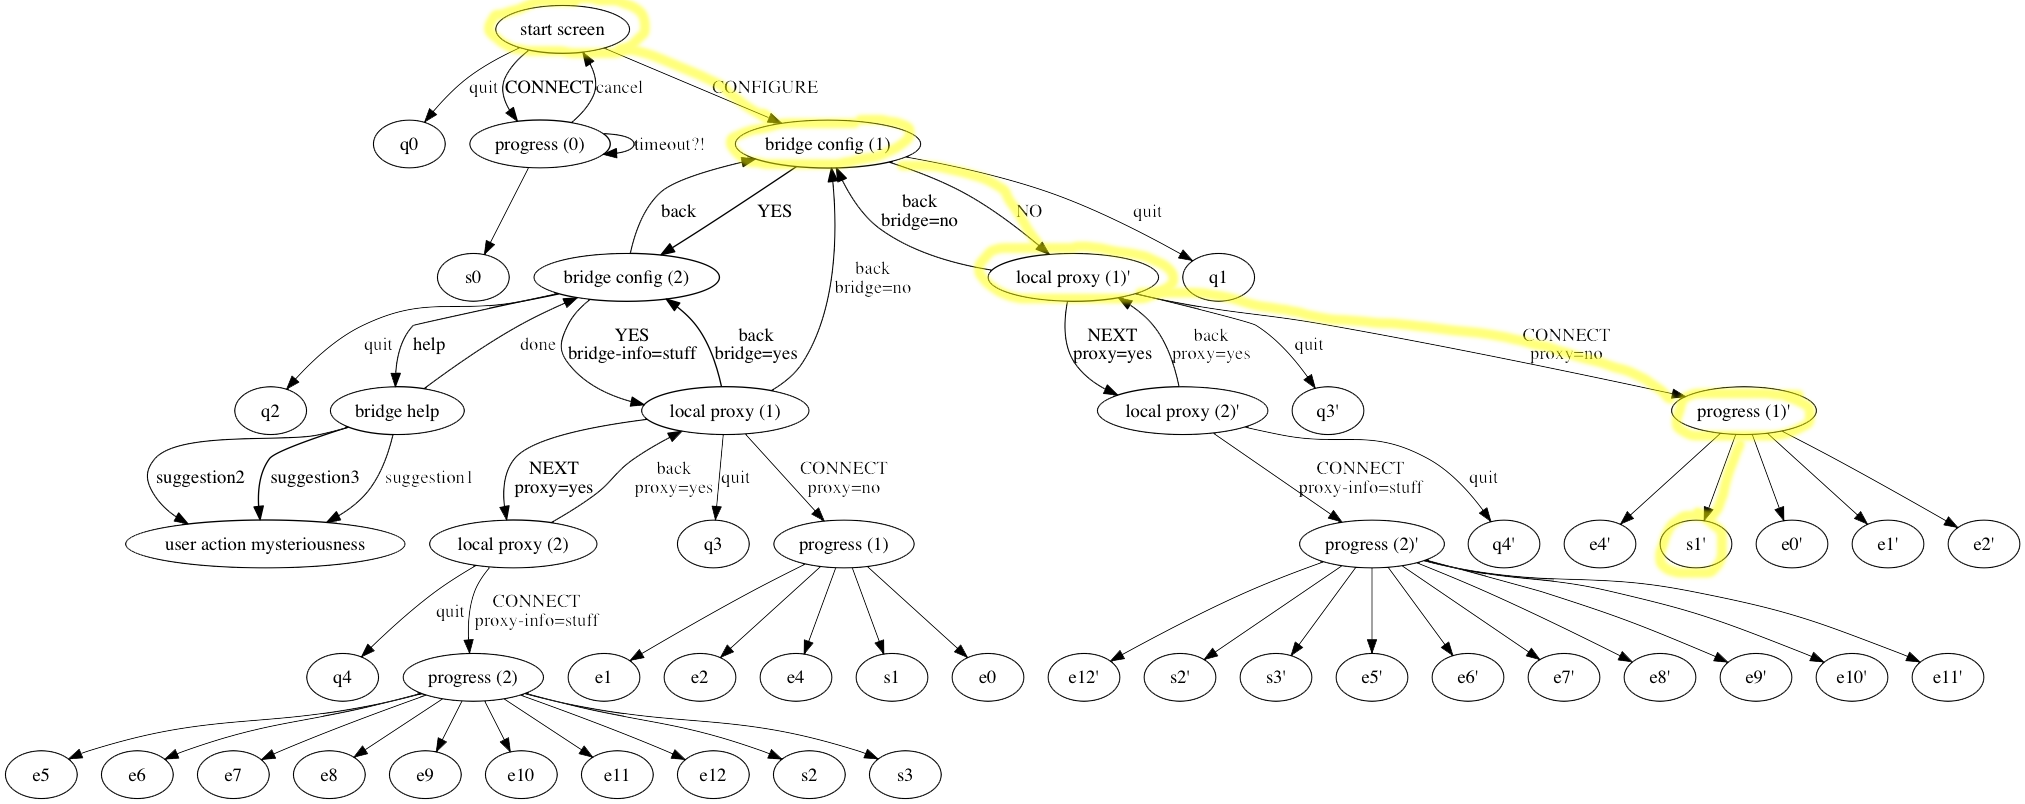 start screen
quit
CONNECT
cancel
CONFIGURE
q0
progress (0)
timeout?!
bridge config (1)
back
YES
back
bridge=no
NO
quit
s0
bridge config (2)
back
bridge=no
local proxy (1)'
q1
quit
help
done
YES
bridge-info=stuff
back
bridge=yes
NEXT
proxy=yes
back
proxy=yes
quit
CONNECT
proxy=no
q2
bridge help
local proxy (1)
local proxy (2)'
q3'
progress (1)'
suggestion2
suggestion3
suggestion1
NEXT
proxy=yes
back
proxy=yes
quit
CONNECT
proxy=no
CONNECT
proxy-info=stuff
quit
user action mysteriousness
local proxy (2)
q3
progress (1)
progress (2)'
q4'
e4'
s1'
e0'
e1'
e2'
quit
CONNECT
proxy-info=stuff
q4
progress (2)
e1
e2
e4
s1
e0
e12'
s2'
s3'
e5'
e6'
e7'
e8'
e9'
e10'
e11'
e5
e6
e7
e8
e9
e10
e11
e12
s2
s3